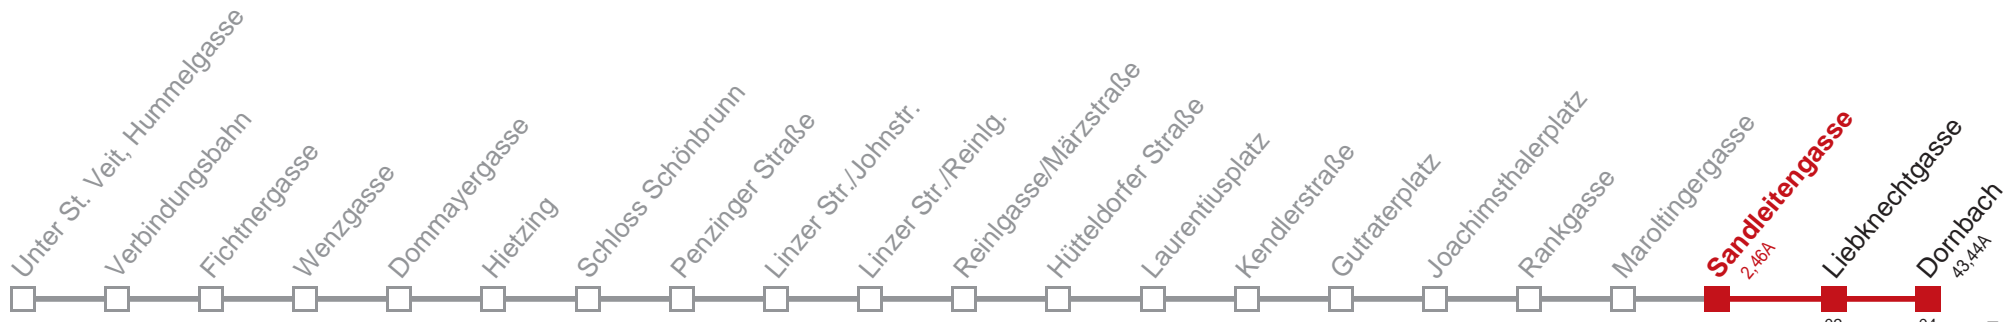 Unter St. Veit, Hummelgasse
Verbindungsbahn
Fichtnergasse
Wenzgasse
Dommayergasse
Hietzing
Schloss Schönbrunn
Penzinger Straße
Linzer Str./Johnstr.
Linzer Str./Reinlg.
Reinlgasse/Märzstraße
Hütteldorfer Straße
Laurentiusplatz
Kendlerstraße
Gutraterplatz
Joachimsthalerplatz
Rankgasse
Maroltingergasse
Sandleitengasse
2,46A
Liebknechtgasse
Dornbach
43,44A